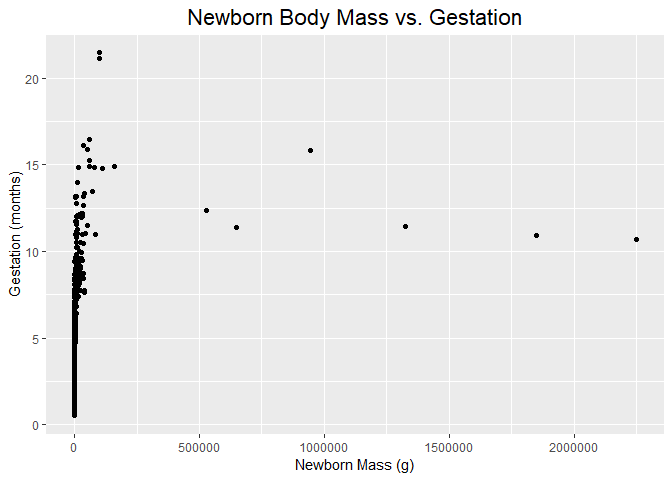 Newborn Body Mass vs. Gestation
Gestation (months)
20
15
10
5
0
0 500000 1000000 1500000 2000000
Newborn Mass (g)